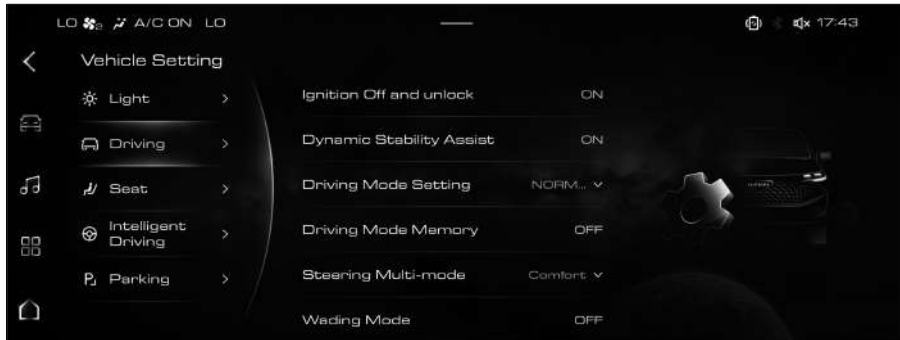 LO 2 A/C ON LO
17:43
Vehicle Setting
Light
Driving
Seat
Intelligent
Driving
Parking
Ignition Off and unlock ON
Dynamic Stability Assist ON
Driving Mode Setting NORM...
Driving Mode Memory OFF
Steering Multi-mode Comfort
Wading Mode OFF